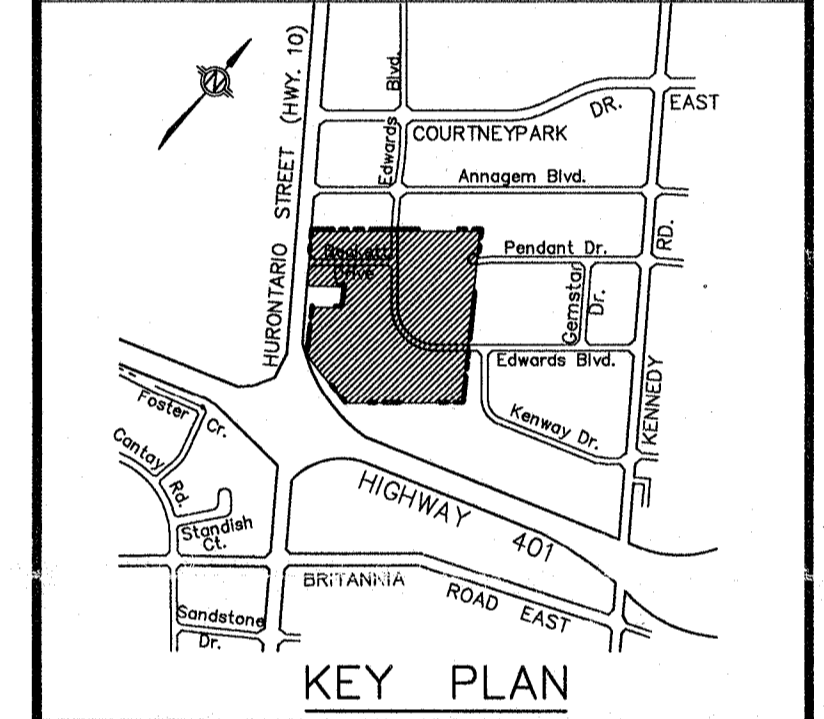 HURONTARIO STREET (HWY. 10)
Edwards Blvd.
COURTNEYPARK DR. EAST
Annagem Blvd.
Pendant Dr.
KENNEDY RD.
Gemstar Dr.
Drive
Edwards Blvd.
Kenway Dr.
Foster Cr.
Cantay Rd.
Standish Ct.
HIGHWAY 401
BRITANNIA ROAD EAST
Sandstone Dr.
N
KEY PLAN